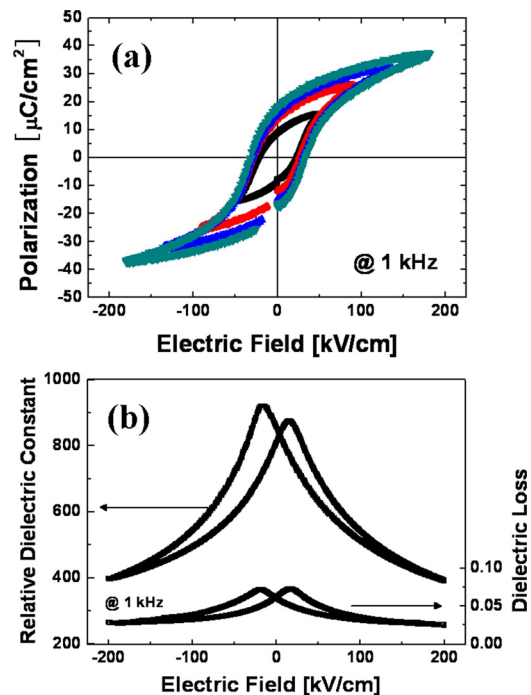 (a)
Polarization [μC/cm²]
50
40
30
20
10
0
-10
-20
-30
-40
-50
@ 1 kHz
-200 -100 0 100 200
Electric Field [kV/cm]
(b)
Relative Dielectric Constant
1000
800
600
400
200
@ 1 kHz
Dielectric Loss
0.10
0.05
0.00
-200 -100 0 100 200
Electric Field [kV/cm]